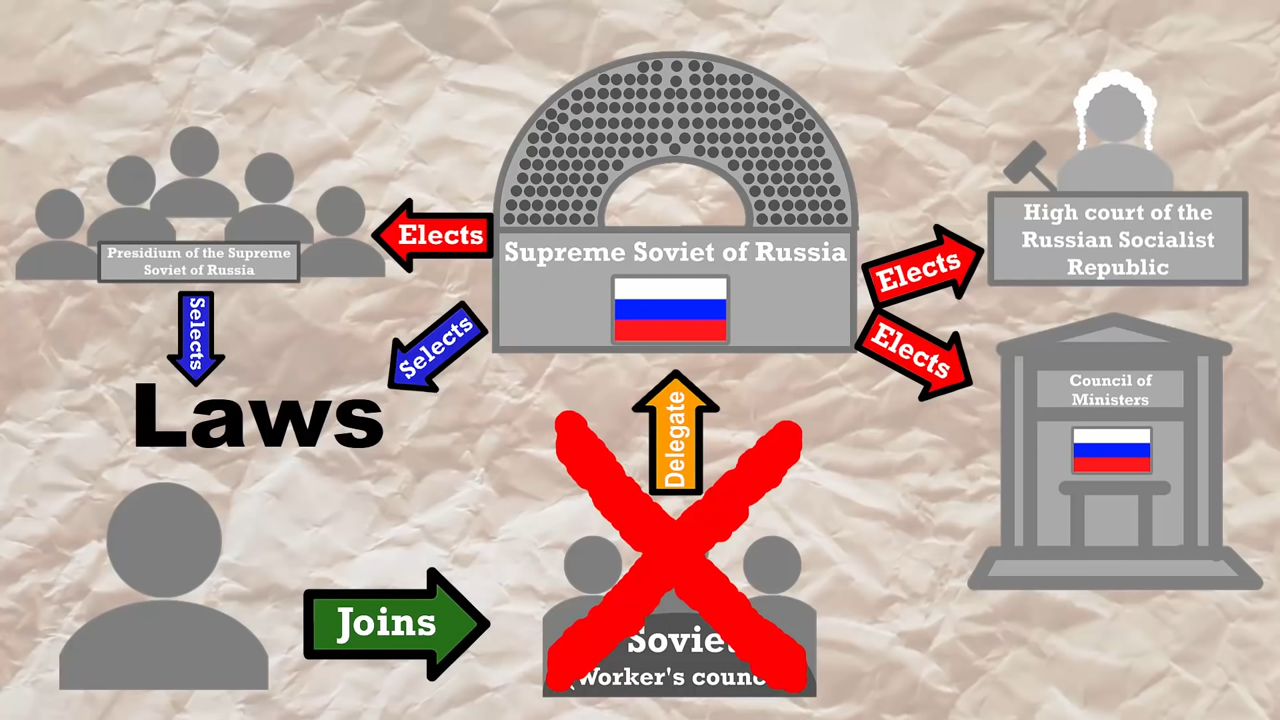 Presidium of the Supreme
Soviet of Russia
Elects
Supreme Soviet of Russia
Elects
High court of the
Russian Socialist
Republic
Elects
Council of
Ministers
Selects
Selects
Laws
Delegate
Joins
(Worker's